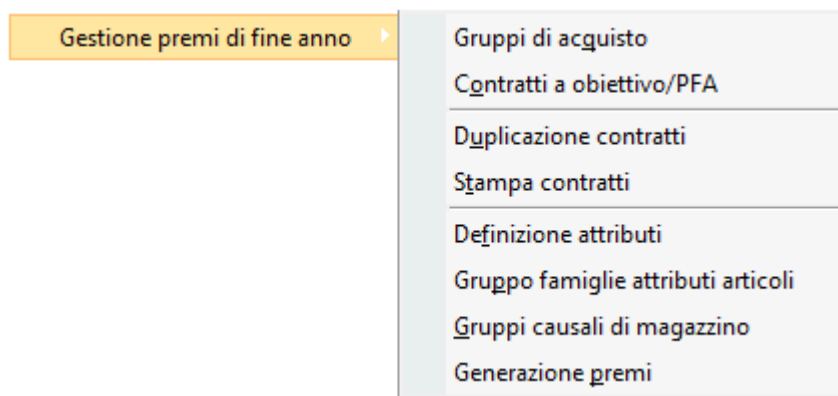 Gestione premi di fine anno
Gruppi di acquisto
Contratti a obiettivo/PFA
Duplicazione contratti
Stampa contratti
Definizione attributi
Gruppo famiglie attributi articoli
Gruppi causali di magazzino
Generazione premi